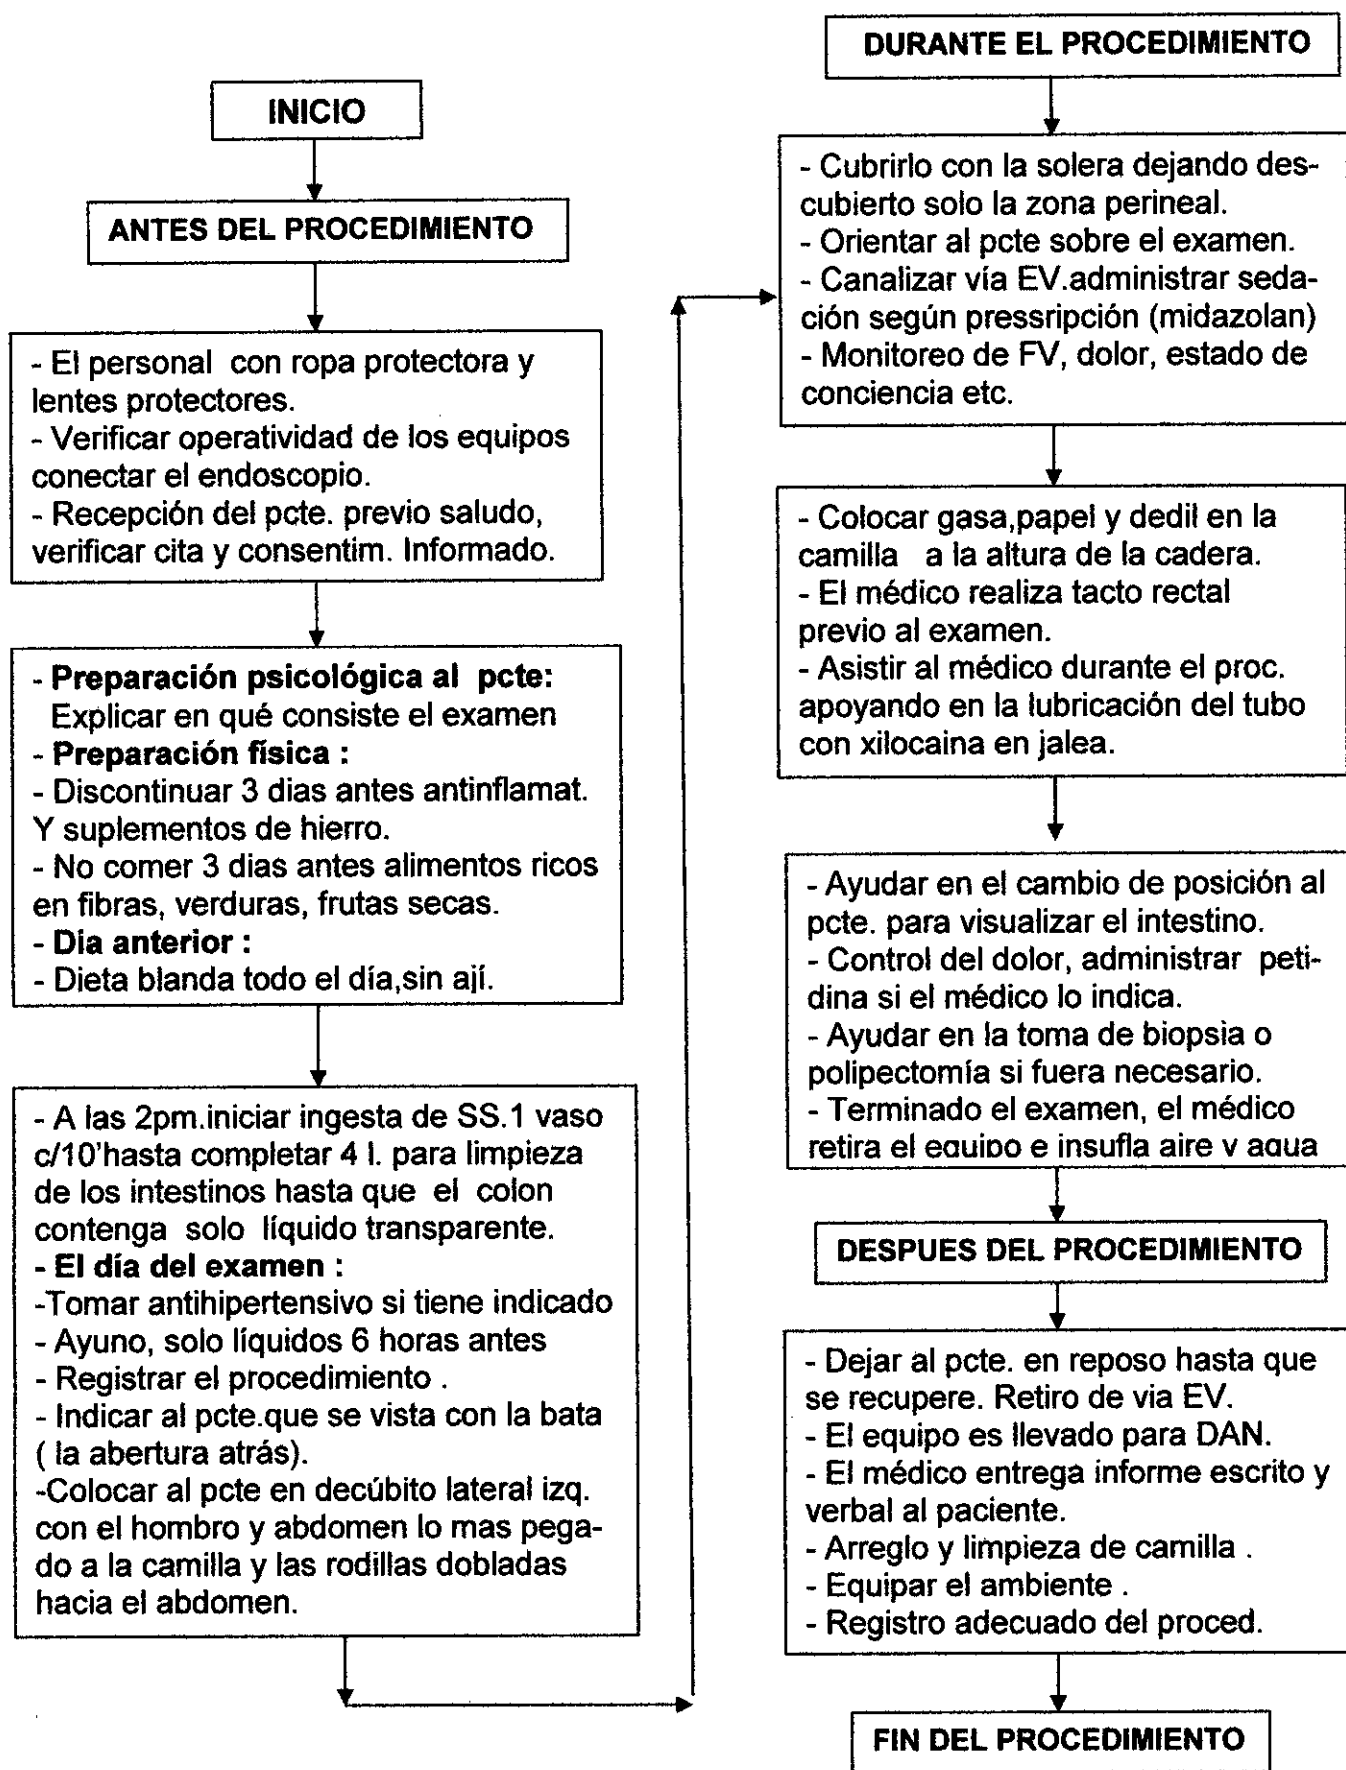 INICIO
ANTES DEL PROCEDIMIENTO
- El personal con ropa protectora y
lentes protectores.
- Verificar operatividad de los equipos
conectar el endoscopio.
- Recepción del pcte. previo saludo,
verificar cita y consentim. Informado.
- Preparación psicológica al pcte:
Explicar en qué consiste el examen
- Preparación física :
- Discontinuar 3 dias antes antinflamat.
Y suplementos de hierro.
- No comer 3 dias antes alimentos ricos
en fibras, verduras, frutas secas.
- Dia anterior :
- Dieta blanda todo el día,sin ají.
- A las 2pm.iniciar ingesta de SS.1 vaso
c/10'hasta completar 4 l. para limpieza
de los intestinos hasta que el colon
contenga solo líquido transparente.
- El día del examen :
-Tomar antihipertensivo si tiene indicado
- Ayuno, solo líquidos 6 horas antes
- Registrar el procedimiento .
- Indicar al pcte.que se vista con la bata
( la abertura atrás).
-Colocar al pcte en decúbito lateral izq.
con el hombro y abdomen lo mas pega-
do a la camilla y las rodillas dobladas
hacia el abdomen.
DURANTE EL PROCEDIMIENTO
- Cubrirlo con la solera dejando des-
cubierto solo la zona perineal.
- Orientar al pcte sobre el examen.
- Canalizar vía EV.administrar seda-
ción según pressripción (midazolan)
- Monitoreo de FV, dolor, estado de
conciencia etc.
- Colocar gasa,papel y dedil en la
camilla a la altura de la cadera.
- El médico realiza tacto rectal
previo al examen.
- Asistir al médico durante el proc.
apoyando en la lubricación del tubo
con xilocaina en jalea.
- Ayudar en el cambio de posición al
pcte. para visualizar el intestino.
- Control del dolor, administrar peti-
dina si el médico lo indica.
- Ayudar en la toma de biopsia o
polipectomía si fuera necesario.
- Terminado el examen, el médico
retira el equipo e insufla aire y agua
DESPUES DEL PROCEDIMIENTO
- Dejar al pcte. en reposo hasta que
se recupere. Retiro de via EV.
- El equipo es llevado para DAN.
- El médico entrega informe escrito y
verbal al paciente.
- Arreglo y limpieza de camilla .
- Equipar el ambiente .
- Registro adecuado del proced.
FIN DEL PROCEDIMIENTO